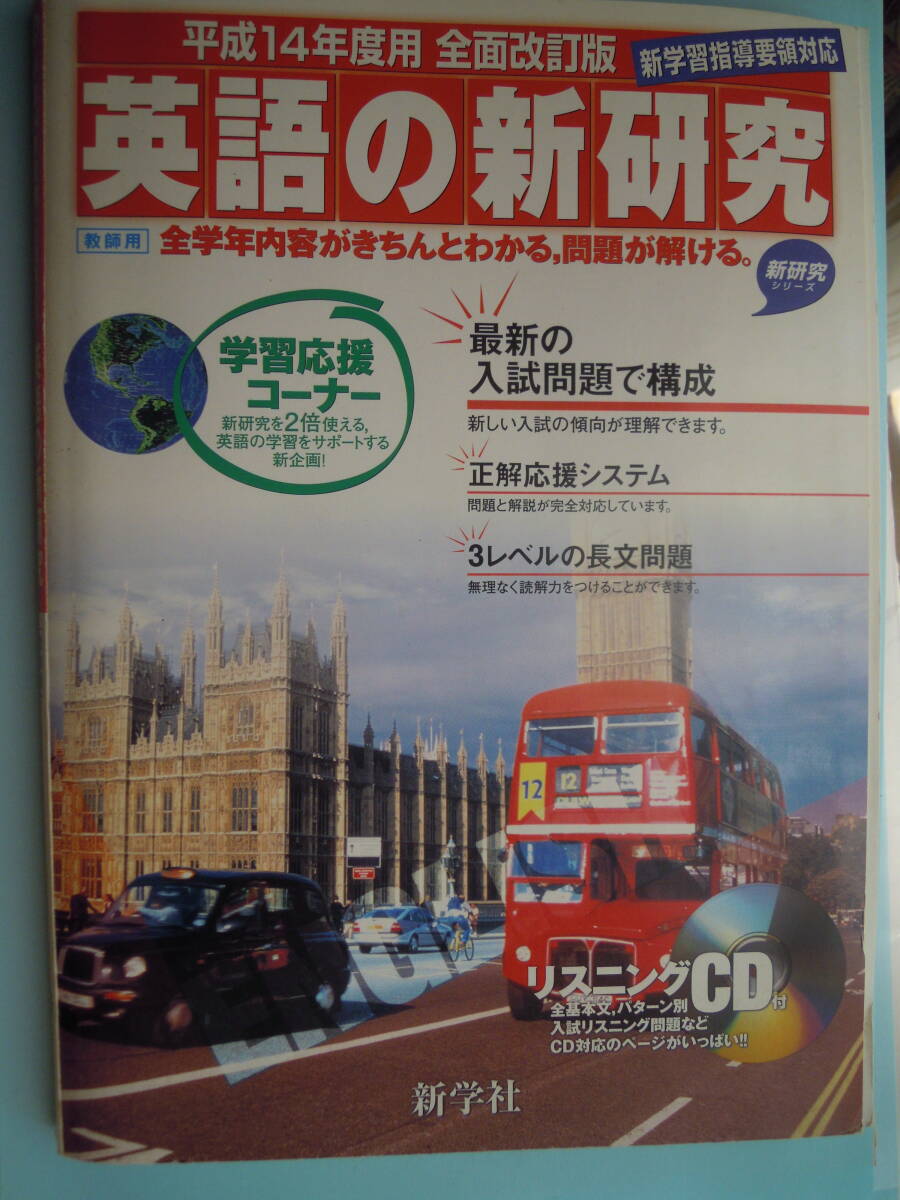 平成14年度用 全面改訂版
新学習指導要領対応
英語の新研究
教師用
全学年内容がきちんとわかる,問題が解ける。
新研究
シリーズ
学習応援
コーナー
新研究を2倍使える,
英語の学習をサポートする
新企画!
最新の
入試問題で構成
新しい入試の傾向が理解できます。
正解応援システム
問題と解説が完全対応しています。
3レベルの長文問題
無理なく読解力をつけることができます。
12
12
リスニングCD付
全基本文,パターン別
入試リスニング問題など
CD対応のページがいっぱい!!
新学社